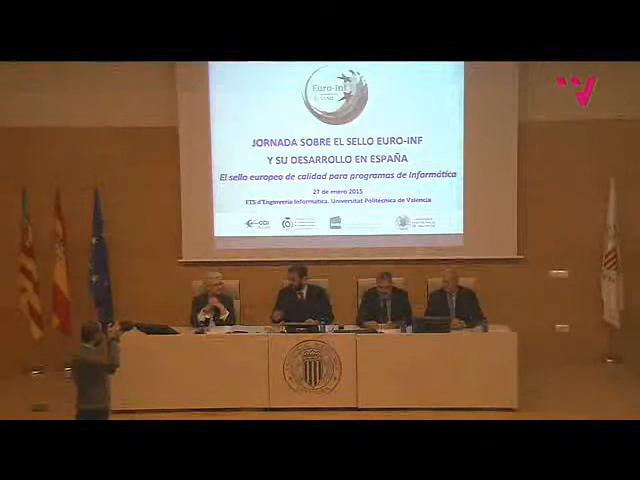 Euro-Inf
JORNADA SOBRE EL SELLO EURO-INF
Y SU DESARROLLO EN ESPAÑA
El sello europeo de calidad para programas de Informática
27 de enero 2015
ETS d'Enginyeria Informàtica. Universitat Politècnica de València